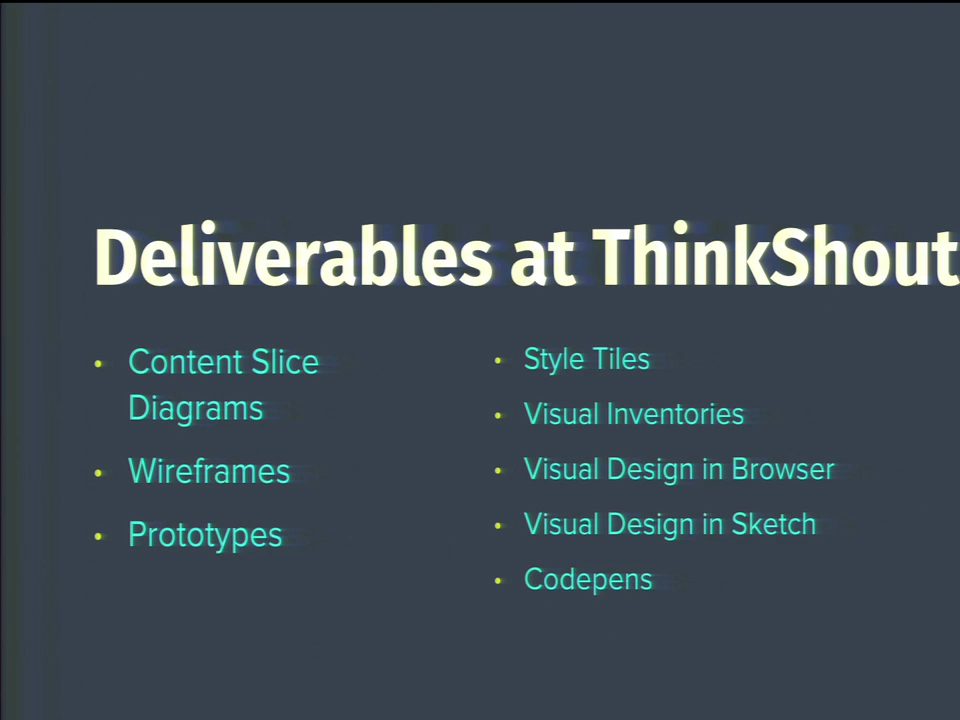 Deliverables at ThinkShout
• Content Slice
Diagrams
• Wireframes
• Prototypes
• Style Tiles
• Visual Inventories
• Visual Design in Browser
• Visual Design in Sketch
• Codepens